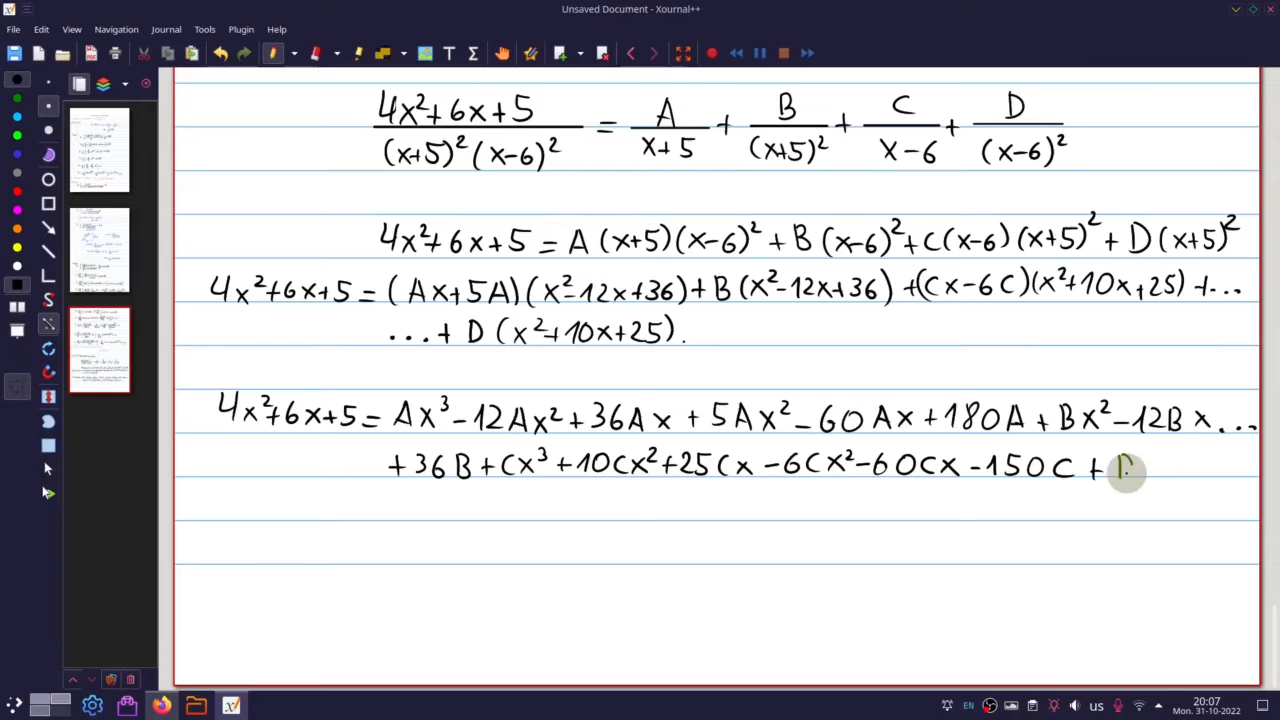 Unsaved Document - Xournal++
File Edit View Navigation Journal Tools Plugin Help
4x²+6x+5 / (x+5)²(x-6)² = A / x+5 + B / (x+5)² + C / x-6 + D / (x-6)²
4x²+6x+5 = A(x+5)(x-6)² + B(x-6)² + C(x-6)(x+5)² + D(x+5)²
4x²+6x+5 = (Ax+5A)(x²-12x+36) + B(x²-12x+36) + (Cx-6C)(x²+10x+25) + ...
... + D(x²+10x+25).
4x²+6x+5 = Ax³ - 12Ax² + 36Ax + 5Ax² - 60Ax + 180A + Bx² - 12Bx ...
+ 36B + Cx³ + 10Cx² + 25Cx - 6Cx² - 60Cx - 150C +
EN us 20:07
Mon. 31-10-2022